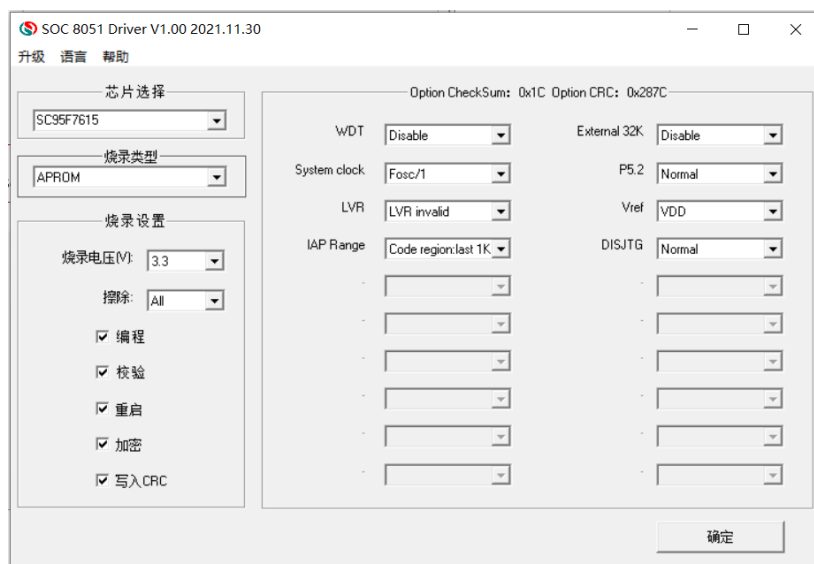 SOC 8051 Driver V1.00 2021.11.30
升级 语言 帮助
芯片选择
SC95F7615
烧录类型
APROM
烧录设置
烧录电压(V): 3.3
擦除: All
编程
校验
重启
加密
写入CRC
Option CheckSum: 0x1C Option CRC: 0x287C
WDT Disable External 32K Disable
System clock Fosc/1 P5.2 Normal
LVR LVR invalid Vref VDD
IAP Range Code region:last 1K DISJTG Normal
- -
- -
- -
- -
- -
- -
确定